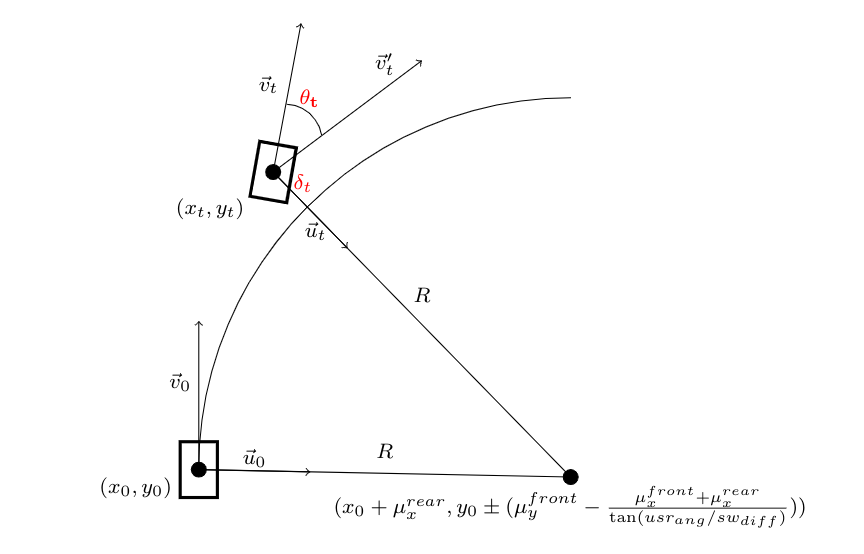 $\vec{v}_t$
$\vec{v}_t'$
$\theta_\mathbf{t}$
$\delta_t$
$(x_t, y_t)$
$\vec{u}_t$
$R$
$\vec{v}_0$
$R$
$\vec{u}_0$
$(x_0, y_0)$
$(x_0 + \mu_x^{rear}, y_0 \pm (\mu_y^{front} - \frac{\mu_x^{front} + \mu_x^{rear}}{\tan(usr_{ang}/sw_{diff})}))$